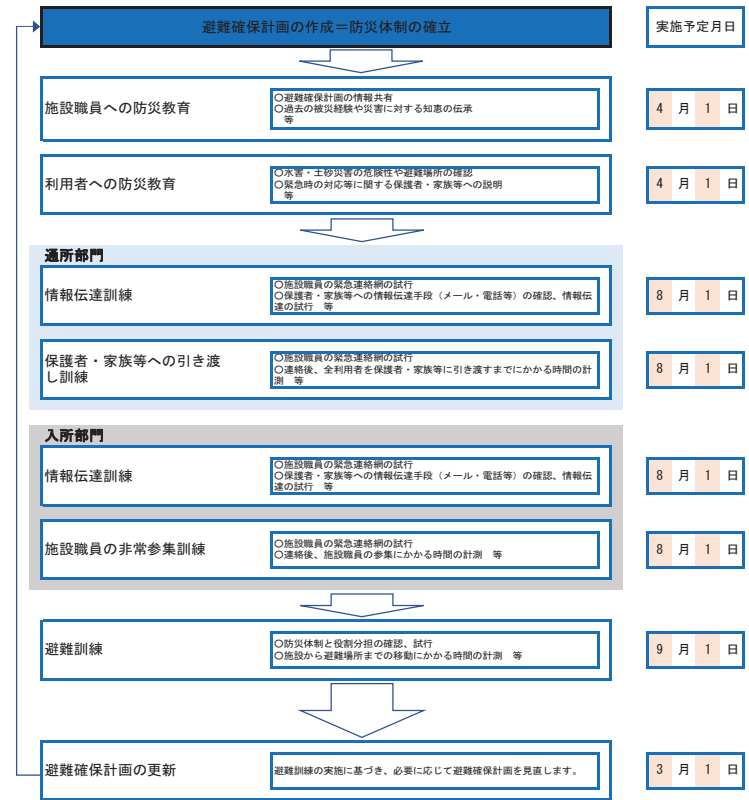 避難確保計画の作成＝防災体制の確立
実施予定月日
施設職員への防災教育
〇避難確保計画の情報共有
〇過去の被災経験や災害に対する知恵の伝承
等
4 月 1 日
利用者への防災教育
〇水害・土砂災害の危険性や避難場所の確認
〇緊急時の対応等に関する保護者・家族等への説明
等
4 月 1 日
通所部門
情報伝達訓練
〇施設職員の緊急連絡網の試行
〇保護者・家族等への情報伝達手段（メール・電話等）の確認、情報伝
達の試行　等
8 月 1 日
保護者・家族等への引き渡
し訓練
〇施設職員の緊急連絡網の試行
〇連絡後、全利用者を保護者・家族等に引き渡すまでにかかる時間の計
測　等
8 月 1 日
入所部門
情報伝達訓練
〇施設職員の緊急連絡網の試行
〇保護者・家族等への情報伝達手段（メール・電話等）の確認、情報伝
達の試行　等
8 月 1 日
施設職員の非常参集訓練
〇施設職員の緊急連絡網の試行
〇連絡後、施設職員の参集にかかる時間の計測　等
8 月 1 日
避難訓練
〇防災体制と役割分担の確認、試行
〇施設から避難場所までの移動にかかる時間の計測　等
9 月 1 日
避難確保計画の更新
避難訓練の実施に基づき、必要に応じて避難確保計画を見直します。
3 月 1 日